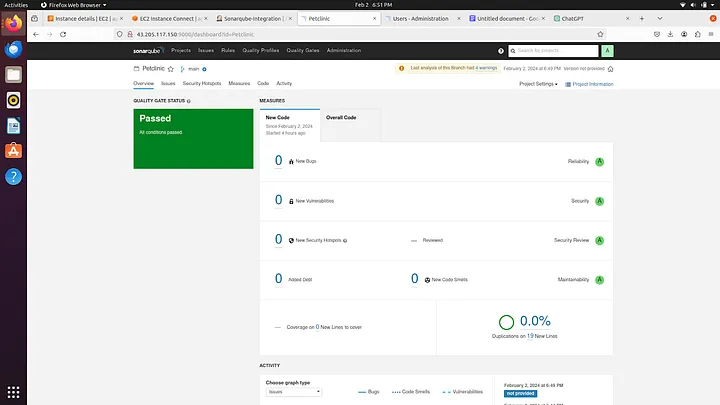 Activities
Firefox Web Browser
Feb 2 6:51 PM
Instance details | EC2 | a
EC2 Instance Connect | a
Sonarqube-Integration [
Petclinic
Users - Administration
Untitled document - Goo
ChatGPT
43.205.117.150:9000/dashboard?id=Petclinic
sonarqube
Projects
Issues
Rules
Quality Profiles
Quality Gates
Administration
Search for projects...
A
Petclinic
main
Last analysis of this Branch had 4 warnings
February 2, 2024 at 6:49 PM
Version not provided
Overview
Issues
Security Hotspots
Measures
Code
Activity
Project Settings
Project Information
QUALITY GATE STATUS
MEASURES
Passed
All conditions passed.
New Code
Since February 2, 2024
Started 4 hours ago
Overall Code
0 New Bugs
Reliability A
0 New Vulnerabilities
Security A
0 New Security Hotspots
— Reviewed
Security Review A
0 Added Debt
0 New Code Smells
Maintainability A
— Coverage on 0 New Lines to cover
0.0%
Duplications on 19 New Lines
ACTIVITY
Choose graph type
Issues
Bugs
Code Smells
Vulnerabilities
February 2, 2024 at 6:49 PM
not provided